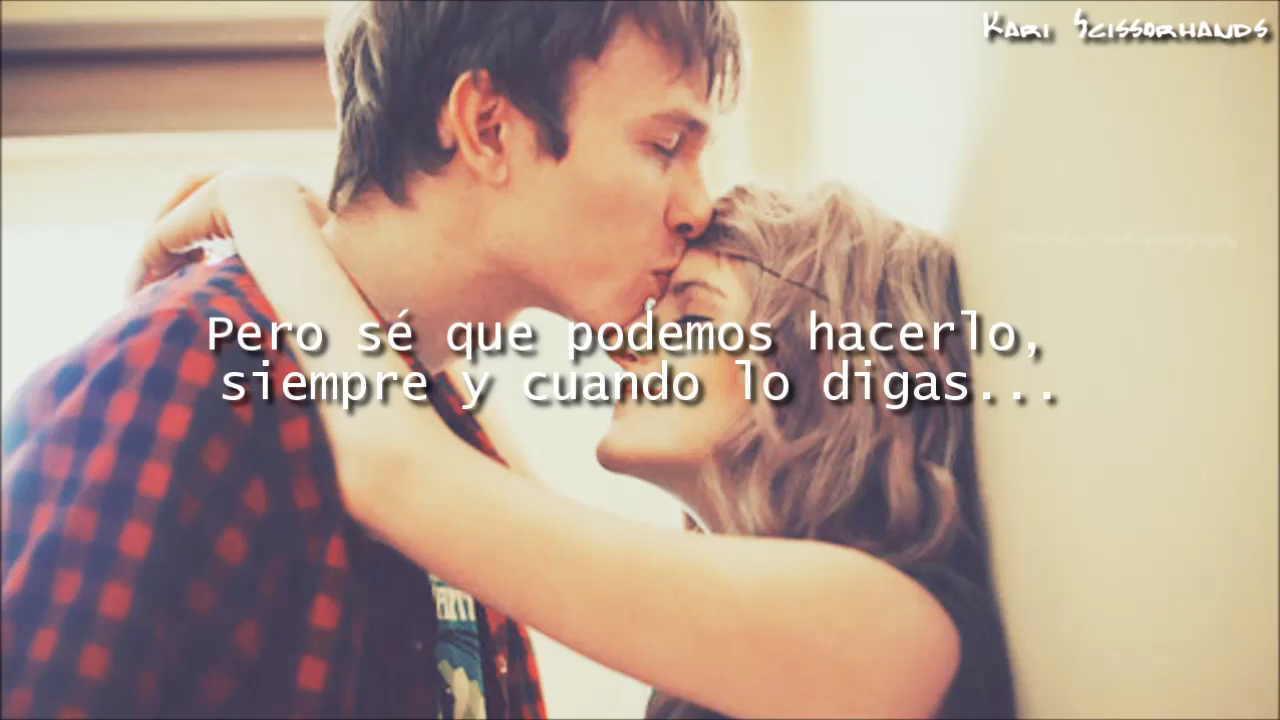 Kari Scissorhands
Pero sé que podemos hacerlo,
siempre y cuando lo digas...